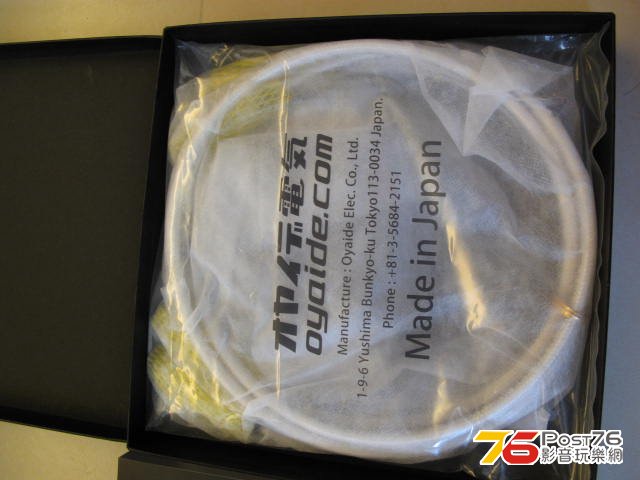 オヤイデ電気
oyaide.com
Manufacture : Oyaide Elec. Co., Ltd.
1-9-6 Yushima Bunkyo-ku Tokyo113-0034 Japan.
Phone : +81-3-5684-2151
Made in Japan
76 Post76
影音玩樂網